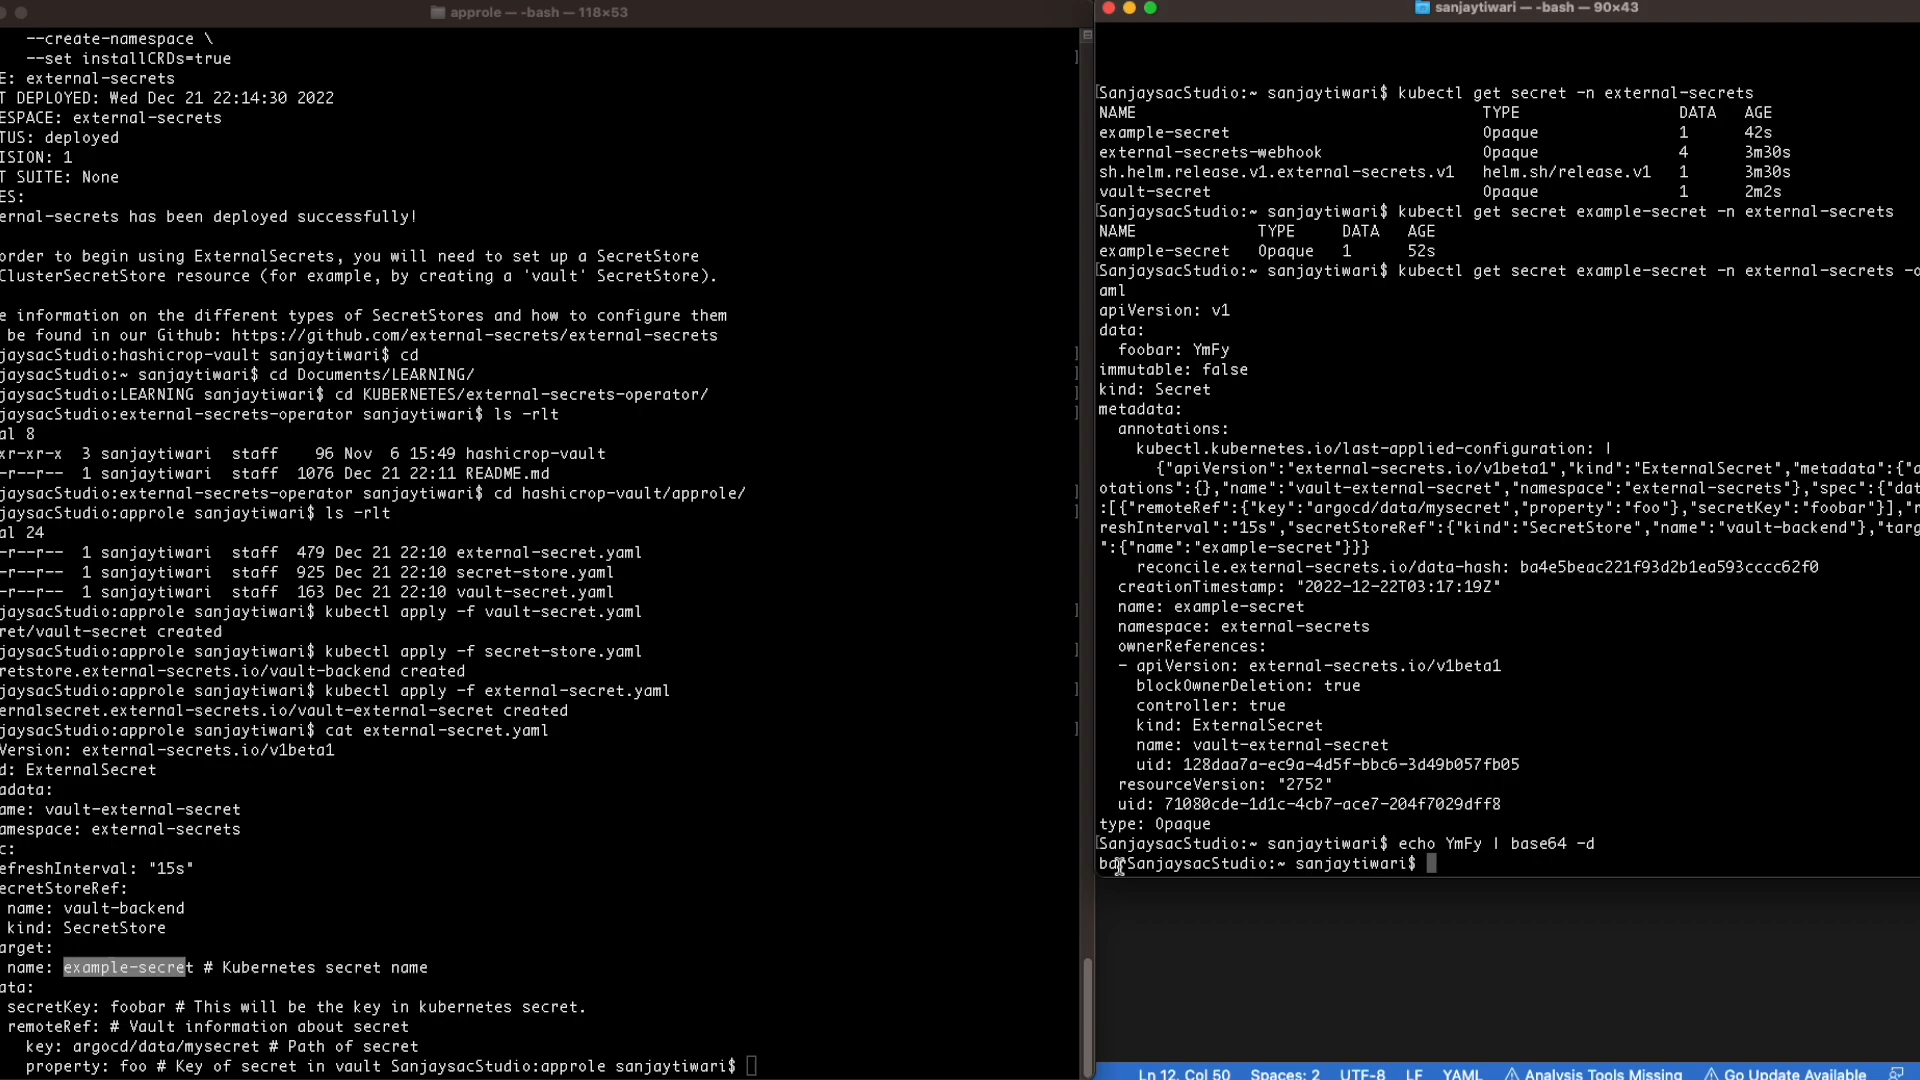 approle — -bash — 118×53
--create-namespace \
--set installCRDs=true
E: external-secrets
T DEPLOYED: Wed Dec 21 22:14:30 2022
ESPACE: external-secrets
TUS: deployed
ISION: 1
T SUITE: None
ES:
ernal-secrets has been deployed successfully!
order to begin using ExternalSecrets, you will need to set up a SecretStore
ClusterSecretStore resource (for example, by creating a 'vault' SecretStore).
e information on the different types of SecretStores and how to configure them
be found in our Github: https://github.com/external-secrets/external-secrets
jaysacStudio:hashicrop-vault sanjaytiwari$ cd
jaysacStudio:~ sanjaytiwari$ cd Documents/LEARNING/
jaysacStudio:LEARNING sanjaytiwari$ cd KUBERNETES/external-secrets-operator/
jaysacStudio:external-secrets-operator sanjaytiwari$ ls -rlt
al 8
xr-xr-x 3 sanjaytiwari staff 96 Nov 6 15:49 hashicrop-vault
--r--r-- 1 sanjaytiwari staff 1076 Dec 21 22:11 README.md
jaysacStudio:external-secrets-operator sanjaytiwari$ cd hashicrop-vault/approle/
jaysacStudio:approle sanjaytiwari$ ls -rlt
al 24
--r--r-- 1 sanjaytiwari staff 479 Dec 21 22:10 external-secret.yaml
--r--r-- 1 sanjaytiwari staff 925 Dec 21 22:10 secret-store.yaml
--r--r-- 1 sanjaytiwari staff 163 Dec 21 22:10 vault-secret.yaml
jaysacStudio:approle sanjaytiwari$ kubectl apply -f vault-secret.yaml
ret/vault-secret created
jaysacStudio:approle sanjaytiwari$ kubectl apply -f secret-store.yaml
retstore.external-secrets.io/vault-backend created
jaysacStudio:approle sanjaytiwari$ kubectl apply -f external-secret.yaml
ernalsecret.external-secrets.io/vault-external-secret created
jaysacStudio:approle sanjaytiwari$ cat external-secret.yaml
Version: external-secrets.io/v1beta1
d: ExternalSecret
adata:
ame: vault-external-secret
amespace: external-secrets
c:
efreshInterval: "15s"
ecretStoreRef:
name: vault-backend
kind: SecretStore
arget:
name: example-secret # Kubernetes secret name
ata:
secretKey: foobar # This will be the key in kubernetes secret.
remoteRef: # Vault information about secret
key: argocd/data/mysecret # Path of secret
property: foo # Key of secret in vault SanjaysacStudio:approle sanjaytiwari$
sanjaytiwari — -bash — 90×43
SanjaysacStudio:~ sanjaytiwari$ kubectl get secret -n external-secrets
NAME TYPE DATA AGE
example-secret Opaque 1 42s
external-secrets-webhook Opaque 4 3m30s
sh.helm.release.v1.external-secrets.v1 helm.sh/release.v1 1 3m30s
vault-secret Opaque 1 2m2s
SanjaysacStudio:~ sanjaytiwari$ kubectl get secret example-secret -n external-secrets
NAME TYPE DATA AGE
example-secret Opaque 1 52s
SanjaysacStudio:~ sanjaytiwari$ kubectl get secret example-secret -n external-secrets -o
aml
apiVersion: v1
data:
foobar: YmFy
immutable: false
kind: Secret
metadata:
annotations:
kubectl.kubernetes.io/last-applied-configuration: |
{"apiVersion":"external-secrets.io/v1beta1","kind":"ExternalSecret","metadata":{"a
otations":{},"name":"vault-external-secret","namespace":"external-secrets"},"spec":{"dat
:[{"remoteRef":{"key":"argocd/data/mysecret","property":"foo"},"secretKey":"foobar"}],"r
reshInterval":"15s","secretStoreRef":{"kind":"SecretStore","name":"vault-backend"},"targ
":{"name":"example-secret"}}}
reconcile.external-secrets.io/data-hash: ba4e5beac221f93d2b1ea593cccc62f0
creationTimestamp: "2022-12-22T03:17:19Z"
name: example-secret
namespace: external-secrets
ownerReferences:
- apiVersion: external-secrets.io/v1beta1
blockOwnerDeletion: true
controller: true
kind: ExternalSecret
name: vault-external-secret
uid: 128daa7a-ec9a-4d5f-bbc6-3d49b057fb05
resourceVersion: "2752"
uid: 71080cde-1d1c-4cb7-ace7-204f7029dff8
type: Opaque
SanjaysacStudio:~ sanjaytiwari$ echo YmFy | base64 -d
barSanjaysacStudio:~ sanjaytiwari$
Ln 12, Col 50 Spaces: 2 UTF-8 LF YAML Analysis Tools Missing Go Update Available